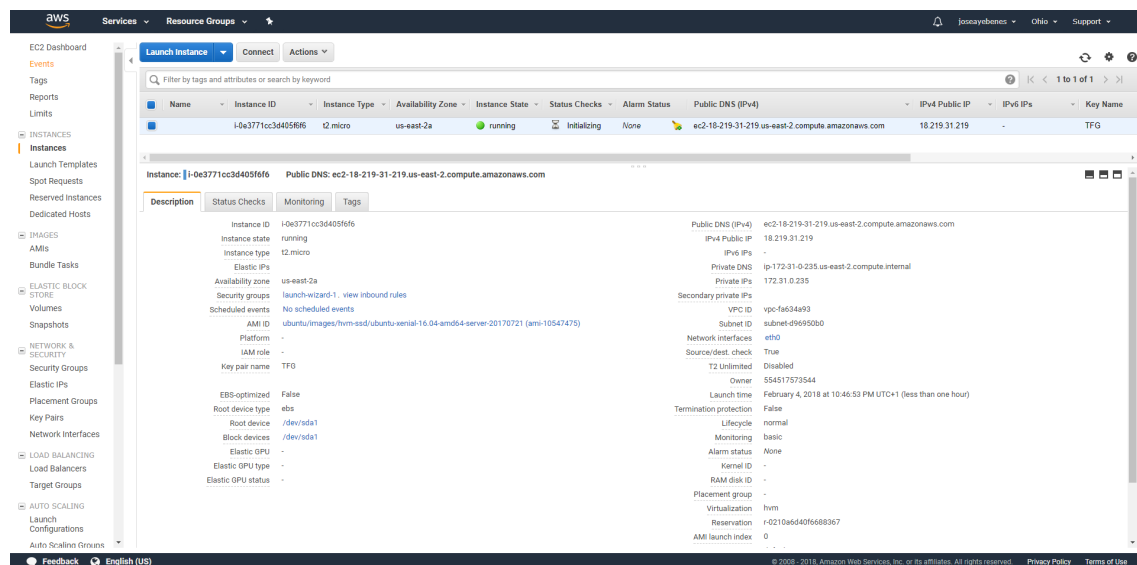 aws Services Resource Groups joseayebenes Ohio Support
EC2 Dashboard
Events
Tags
Reports
Limits
INSTANCES
Instances
Launch Templates
Spot Requests
Reserved Instances
Dedicated Hosts
IMAGES
AMIs
Bundle Tasks
ELASTIC BLOCK
STORE
Volumes
Snapshots
NETWORK &
SECURITY
Security Groups
Elastic IPs
Placement Groups
Key Pairs
Network Interfaces
LOAD BALANCING
Load Balancers
Target Groups
AUTO SCALING
Launch
Configurations
Auto Scaling Groups
Launch Instance Connect Actions
Filter by tags and attributes or search by keyword 1 to 1 of 1
Name Instance ID Instance Type Availability Zone Instance State Status Checks Alarm Status Public DNS (IPv4) IPv4 Public IP IPv6 IPs Key Name
i-0e3771cc3d405f6f6 t2.micro us-east-2a running Initializing None ec2-18-219-31-219.us-east-2.compute.amazonaws.com 18.219.31.219 - TFG
Instance: i-0e3771cc3d405f6f6 Public DNS: ec2-18-219-31-219.us-east-2.compute.amazonaws.com
Description Status Checks Monitoring Tags
Instance ID i-0e3771cc3d405f6f6
Instance state running
Instance type t2.micro
Elastic IPs
Availability zone us-east-2a
Security groups launch-wizard-1. view inbound rules
Scheduled events No scheduled events
AMI ID ubuntu/images/hvm-ssd/ubuntu-xenial-16.04-amd64-server-20170721 (ami-10547475)
Platform -
IAM role -
Key pair name TFG
EBS-optimized False
Root device type ebs
Root device /dev/sda1
Block devices /dev/sda1
Elastic GPU -
Elastic GPU type -
Elastic GPU status -
Public DNS (IPv4) ec2-18-219-31-219.us-east-2.compute.amazonaws.com
IPv4 Public IP 18.219.31.219
IPv6 IPs -
Private DNS ip-172-31-0-235.us-east-2.compute.internal
Private IPs 172.31.0.235
Secondary private IPs
VPC ID vpc-fa634a93
Subnet ID subnet-d96950b0
Network interfaces eth0
Source/dest. check True
T2 Unlimited Disabled
Owner 554517573544
Launch time February 4, 2018 at 10:46:53 PM UTC+1 (less than one hour)
Termination protection False
Lifecycle normal
Monitoring basic
Alarm status None
Kernel ID -
RAM disk ID -
Placement group -
Virtualization hvm
Reservation r-0210a6d40f6688367
AMI launch index 0
Feedback English (US) © 2008 - 2018, Amazon Web Services, Inc. or its affiliates. All rights reserved. Privacy Policy Terms of Use